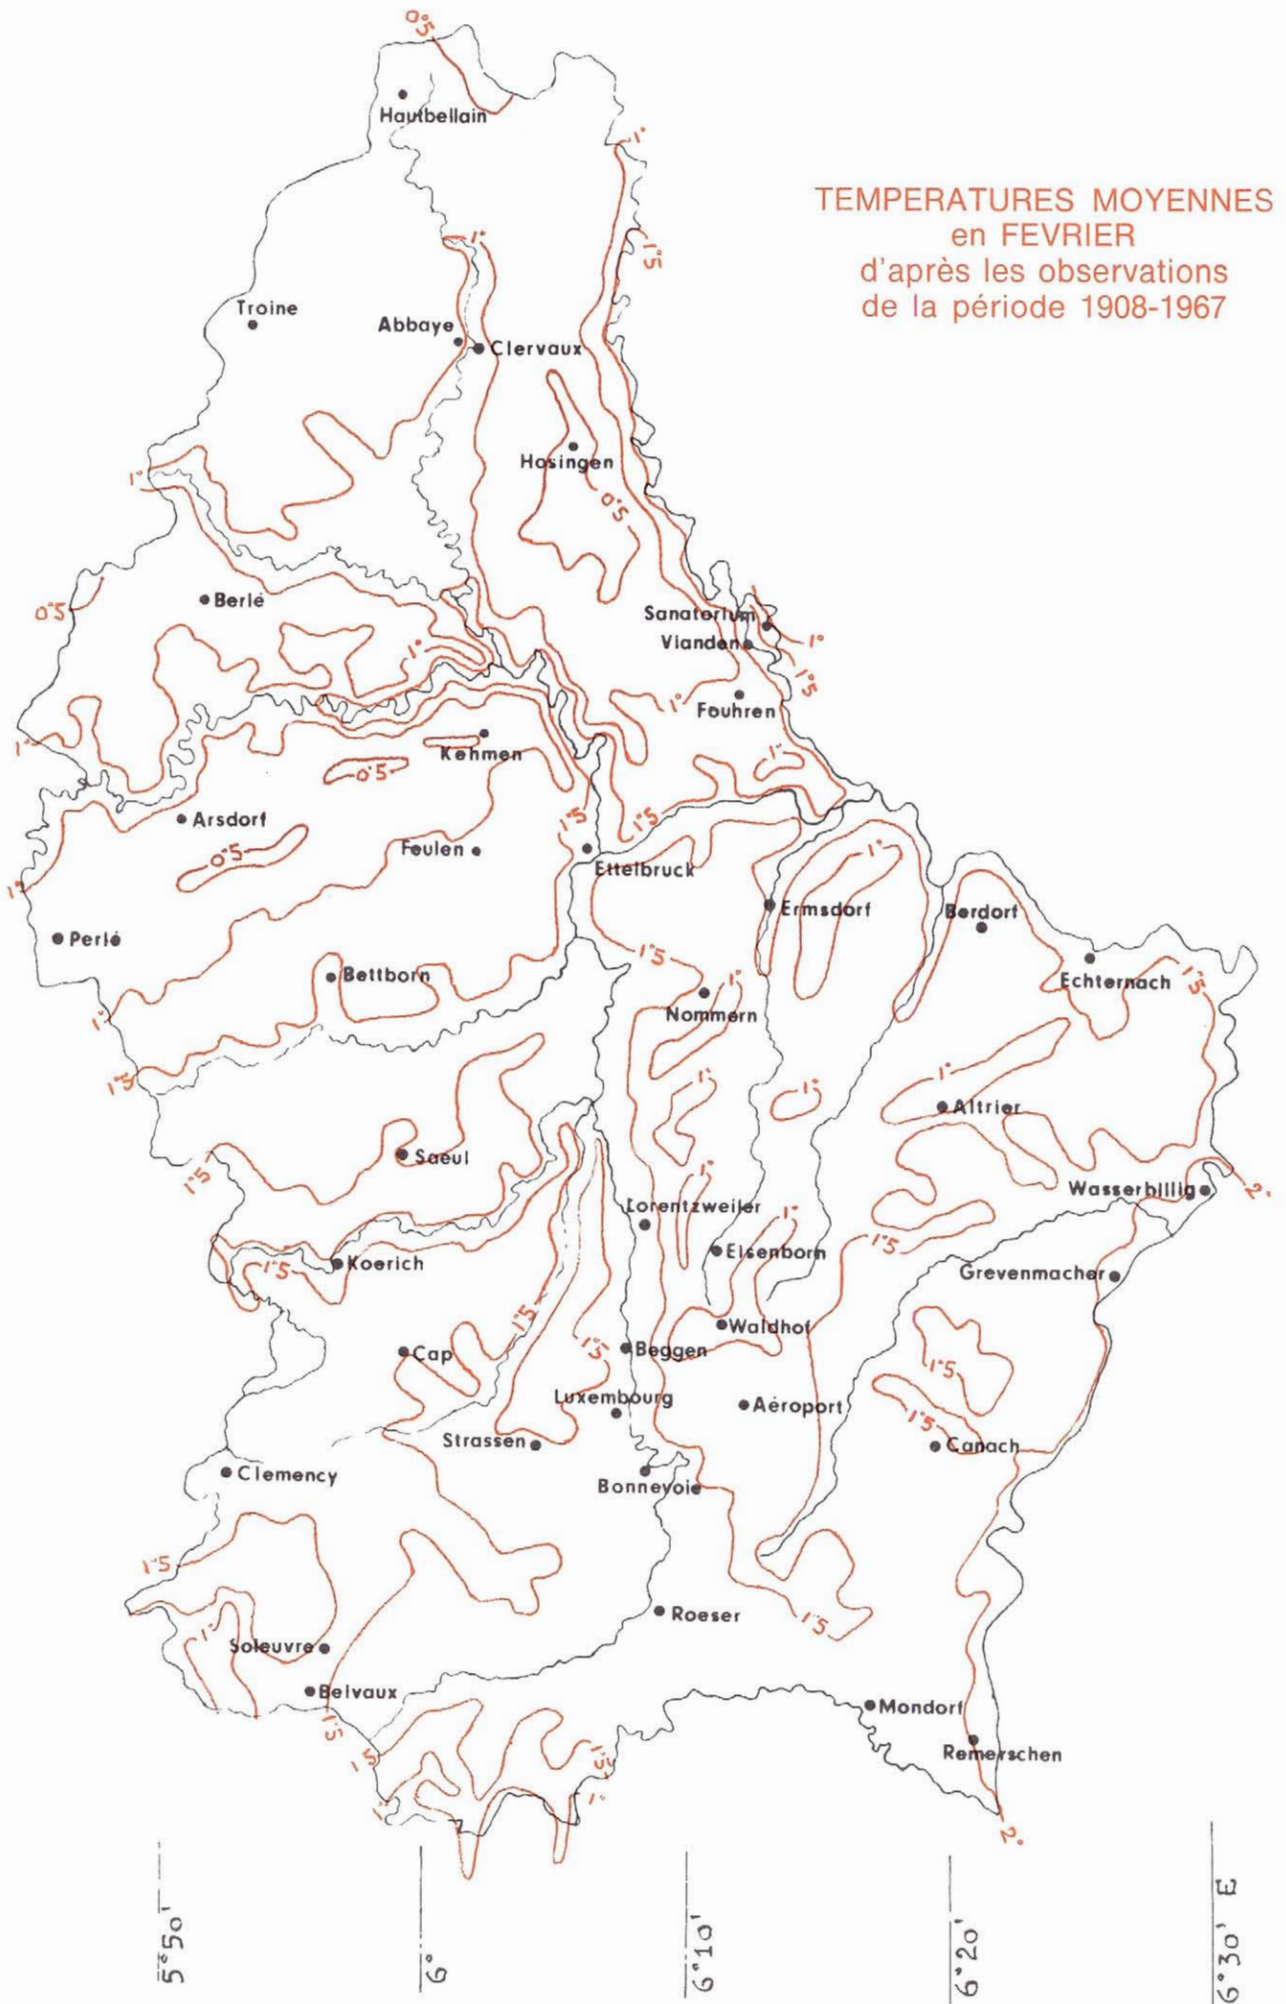 0°5
Hautbellain
1°
TEMPERATURES MOYENNES
en FEVRIER
d'après les observations
de la période 1908-1967
1°
1°5
Troine
Abbaye
Clervaux
Hosingen
1°
0°5
Berlé
0°5
Sanatorium
Vianden
1°
1°
1°5
1°
Fouhren
1°
Kehmen
0°5
1°
Arsdorf
1°5
1°5
0°5
Feulen
Ettelbruck
1°
1°
Ermsdorf
Berdorf
Perlé
1°5
Echternach
1°5
Bettborn
1°
Nommern
1°
1°5
1°
1°
1°
Altrier
Saeul
1°5
1°
Wasserbillig
2°
Lorentzweiler
1°
1°5
Eisenborn
Koerich
1°5
Grevenmacher
1°5
Waldhof
1°5
Beggen
Cap
1°5
Luxembourg
Aéroport
1°5
Strassen
Canach
Clemency
Bonnevoie
1°5
Roeser
1°5
1°
Soleuvre
Belvaux
Mondorf
1°5
1°5
1°5
Remerschen
1°
1°
2°
5°50'
6°
6°10'
6°20'
6°30' E